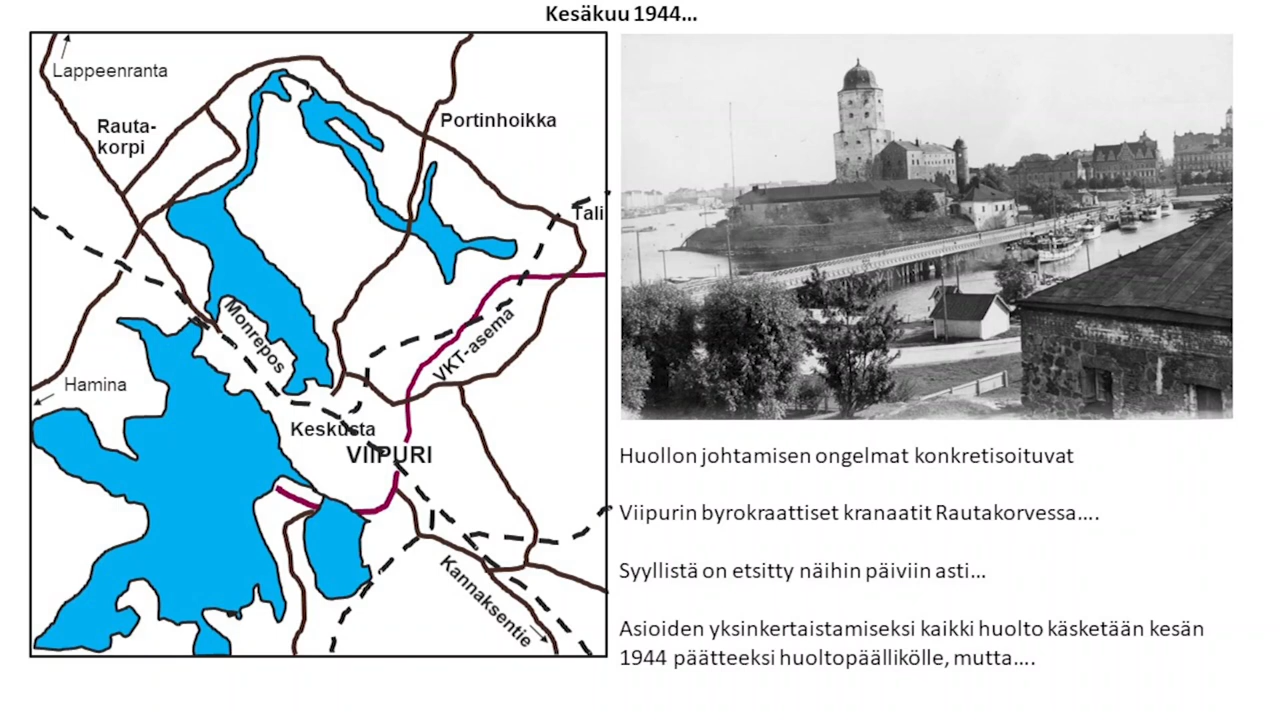 Kesäkuu 1944...
Lappeenranta
Rauta-
korpi
Portinhoikka
Tali
Monrepos
VKT-asema
Hamina
Keskusta
VIIPURI
Kannaksentie
Huollon johtamisen ongelmat konkretisoituvat
Viipurin byrokraattiset kranaatit Rautakorvessa....
Syyllistä on etsitty näihin päiviin asti...
Asioiden yksinkertaistamiseksi kaikki huolto käsketään kesän
1944 päätteeksi huoltopäällikölle, mutta....